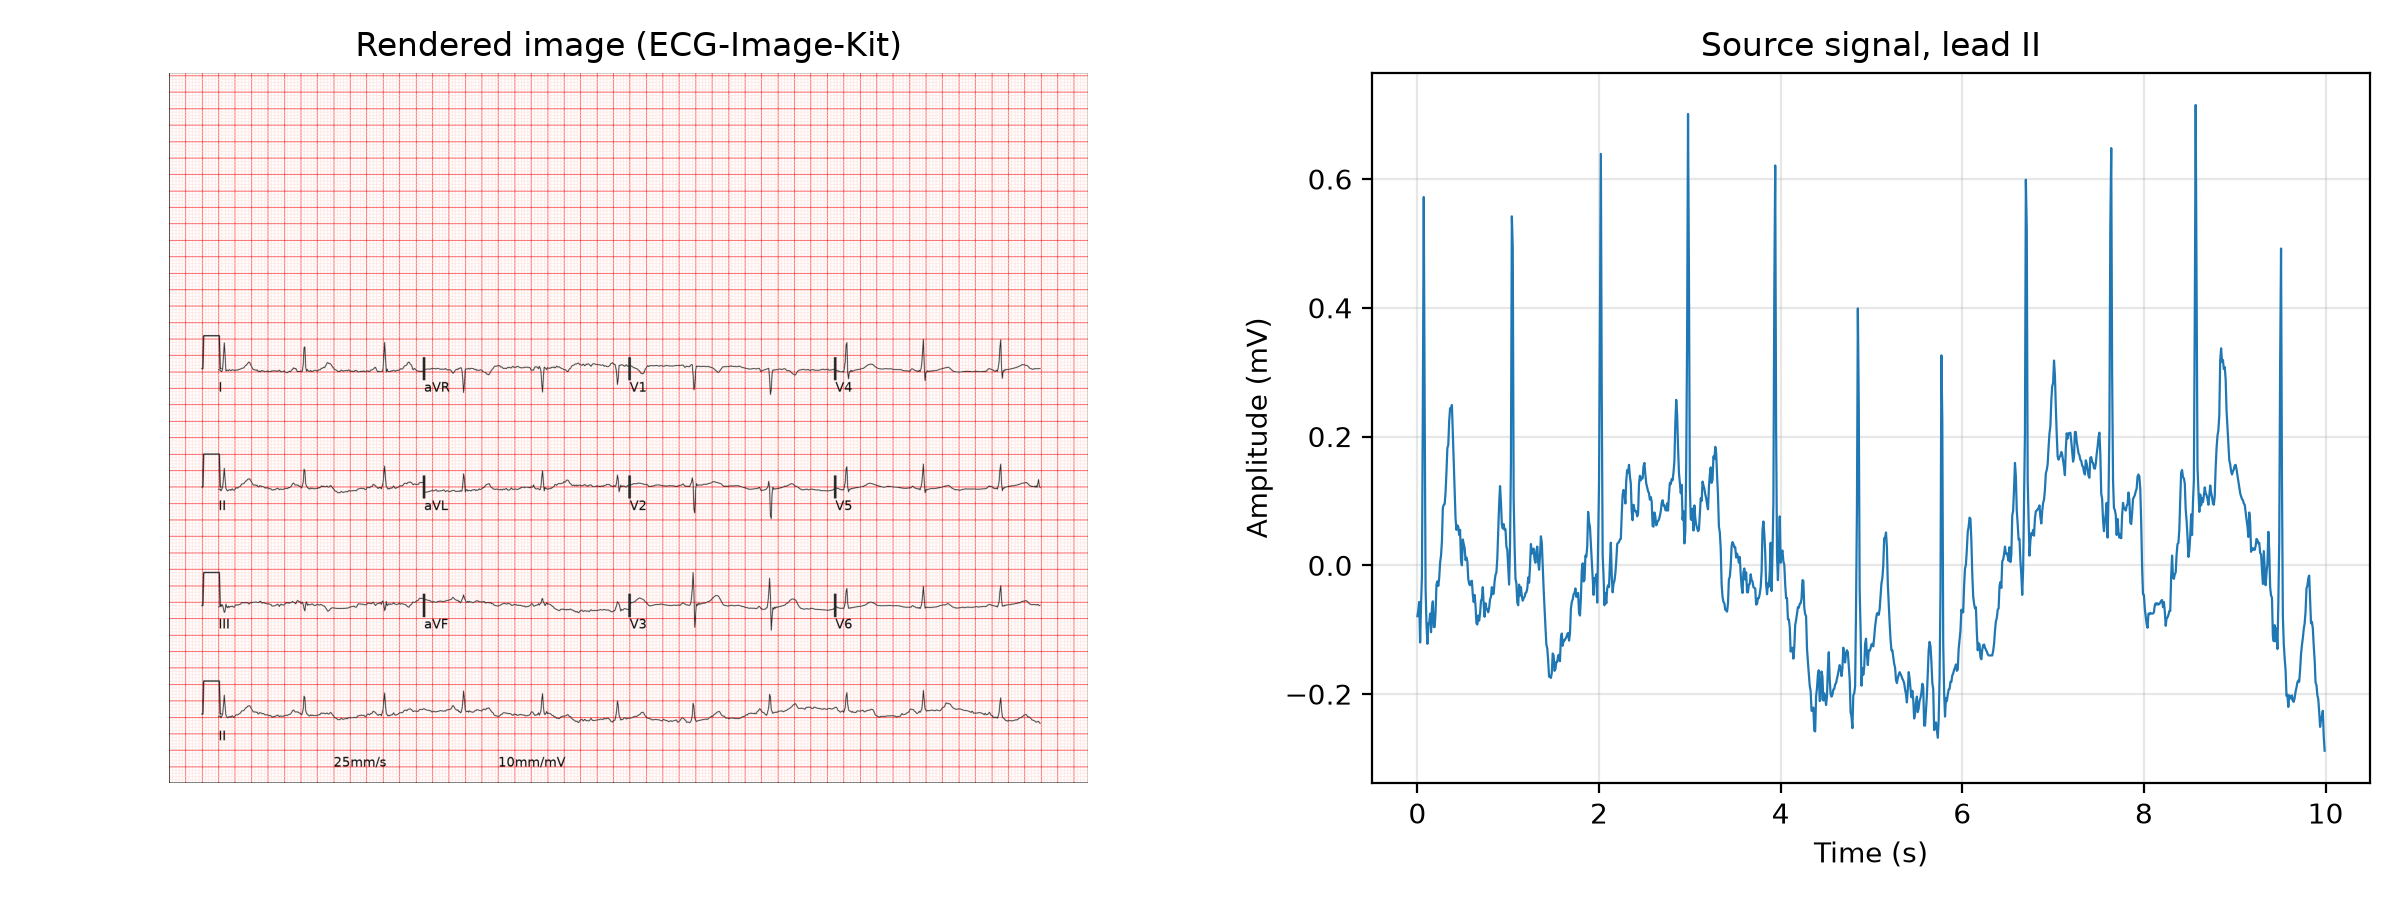 Rendered image (ECG-Image-Kit)
I aVR V1 V4
II aVL V2 V5
III aVF V3 V6
II
25mm/s 10mm/mV
Source signal, lead II
Amplitude (mV)
0.6
0.4
0.2
0.0
−0.2
0 2 4 6 8 10
Time (s)